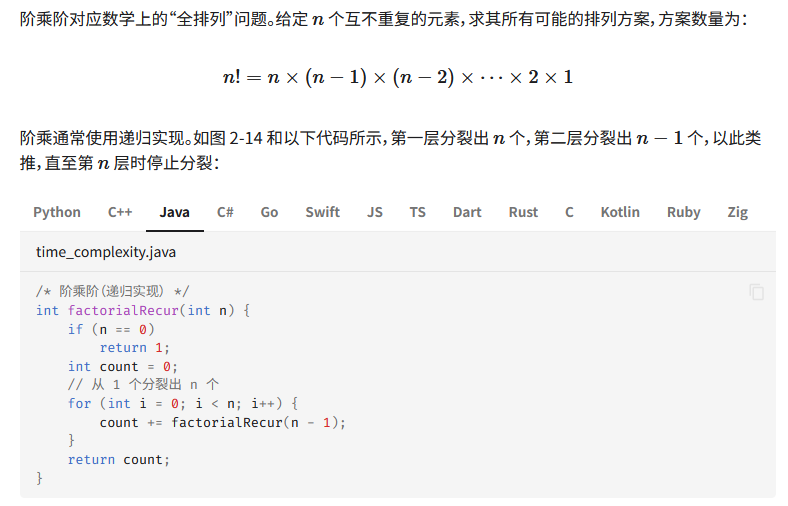 阶乘阶对应数学上的“全排列”问题。给定 n 个互不重复的元素，求其所有可能的排列方案，方案数量为：
n! = n × (n − 1) × (n − 2) × ⋯ × 2 × 1
阶乘通常使用递归实现。如图 2-14 和以下代码所示，第一层分裂出 n 个，第二层分裂出 n − 1 个，以此类
推，直至第 n 层时停止分裂：
Python C++ Java C# Go Swift JS TS Dart Rust C Kotlin Ruby Zig
time_complexity.java
/* 阶乘阶（递归实现） */
int factorialRecur(int n) {
    if (n == 0)
        return 1;
    int count = 0;
    // 从 1 个分裂出 n 个
    for (int i = 0; i < n; i++) {
        count += factorialRecur(n - 1);
    }
    return count;
}